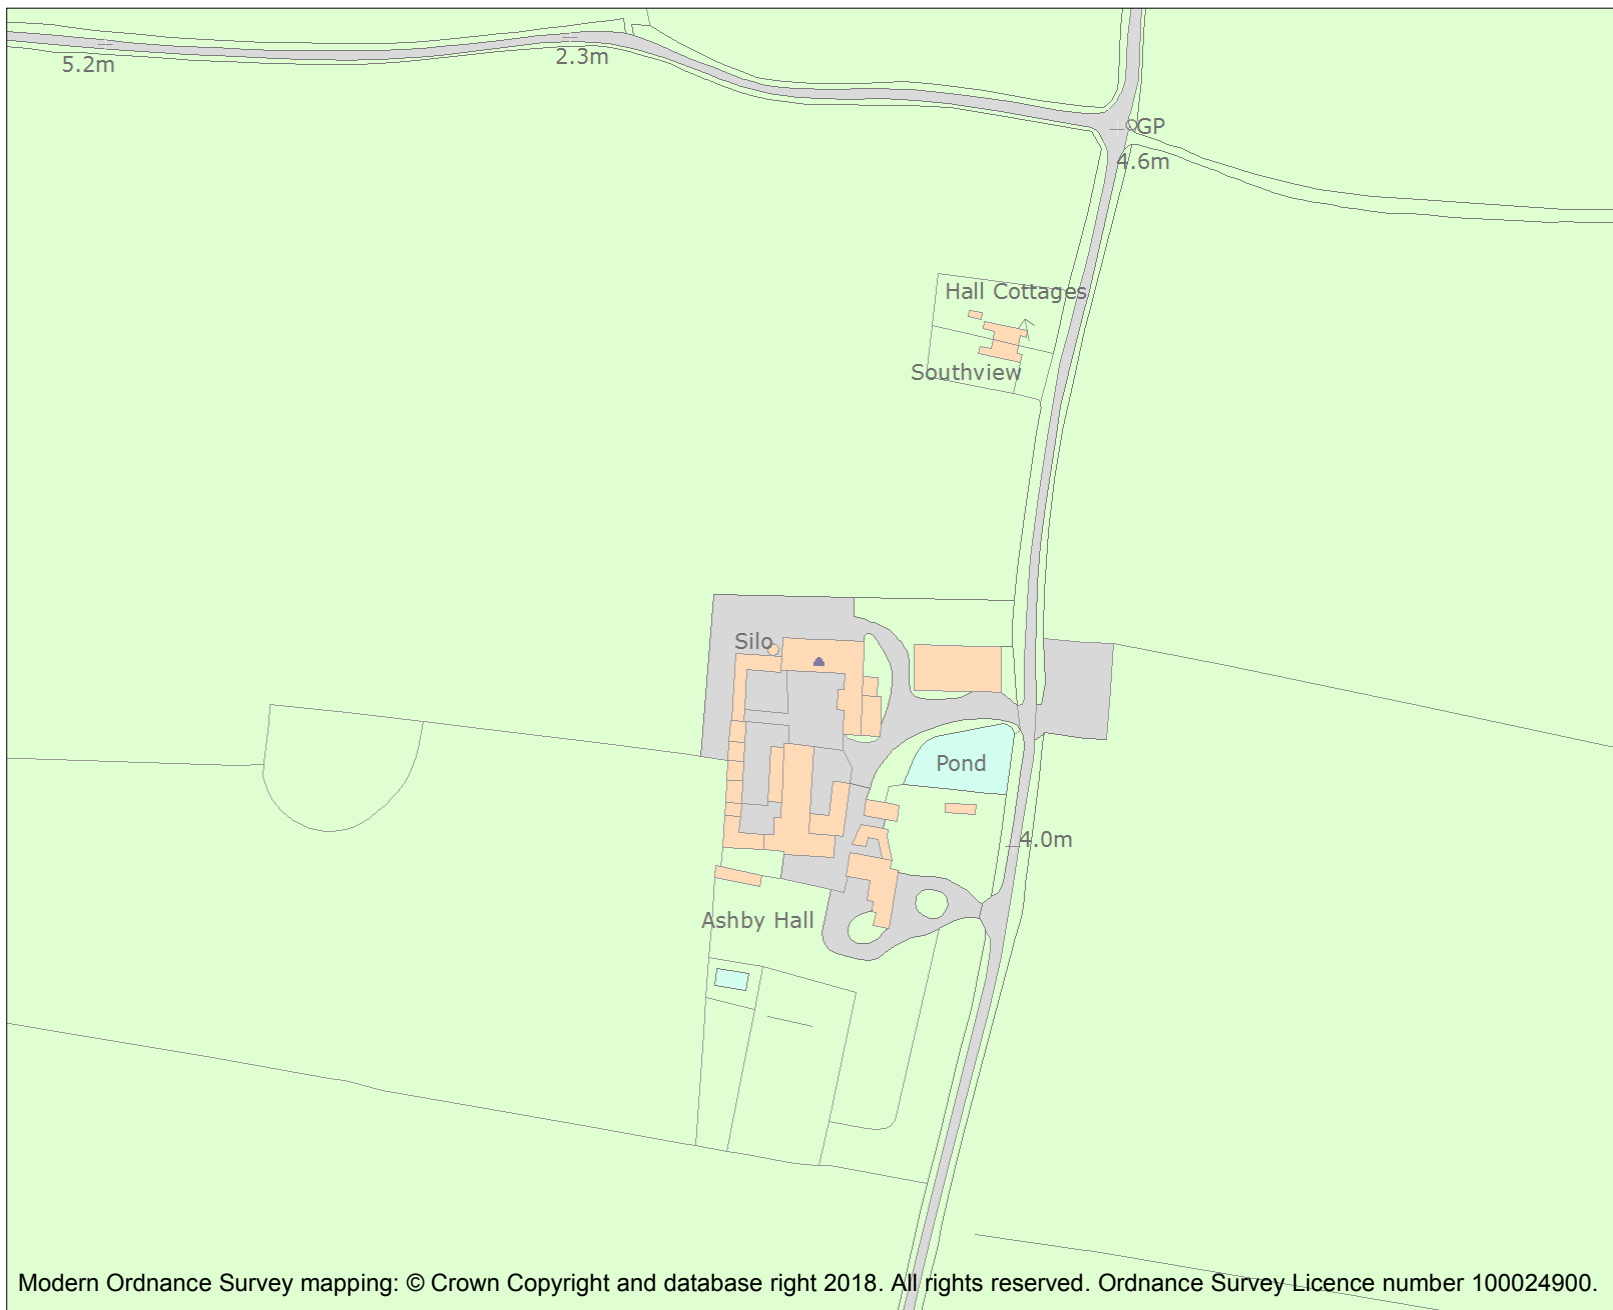 5.2m
2.3m
GP
4.6m
Hall Cottages
Southview
Silo
Pond
4.0m
Ashby Hall
Modern Ordnance Survey mapping: © Crown Copyright and database right 2018. All rights reserved. Ordnance Survey Licence number 100024900.